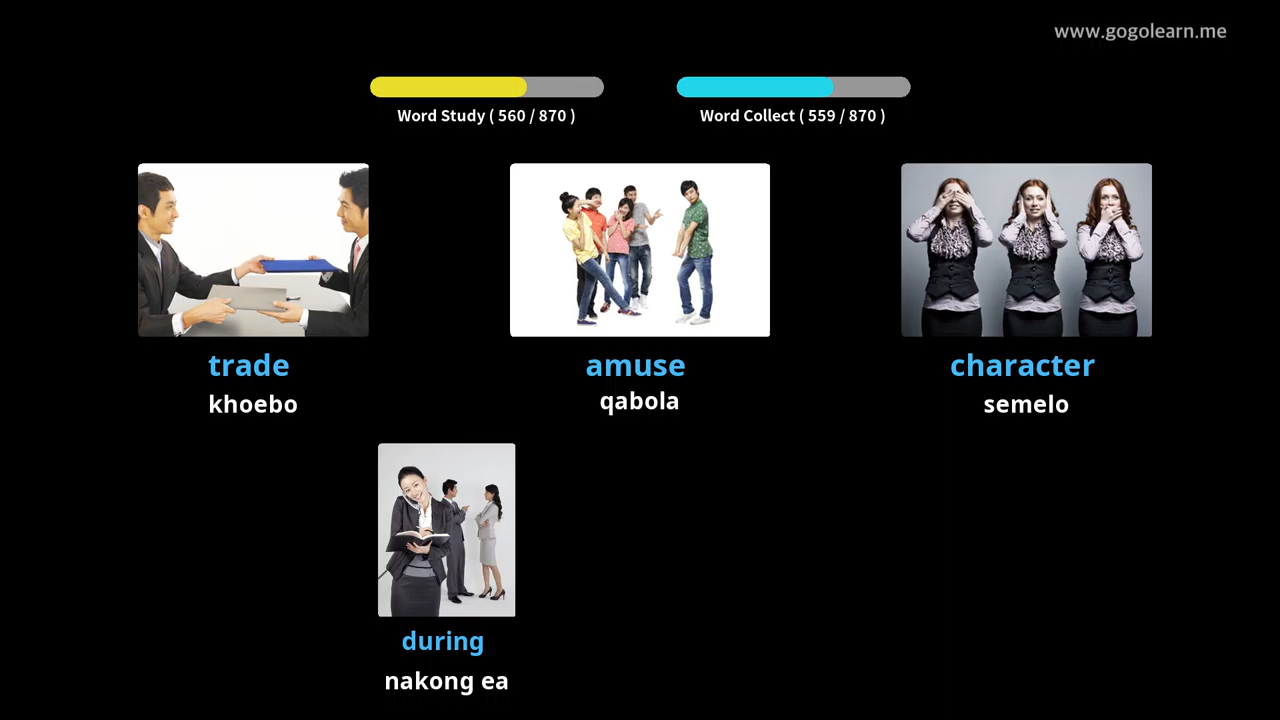 www.gogolearn.me
Word Study ( 560 / 870 )
Word Collect ( 559 / 870 )
trade
khoebo
amuse
qabola
character
semelo
during
nakong ea